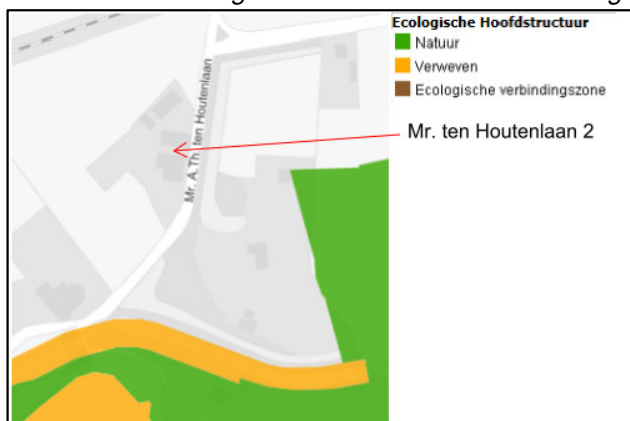 Ecologische Hoofdstructuur
Natuur
Verweven
Ecologische verbindingszone
Mr. ten Houtenlaan 2
Mr. A.Th. ten Houtenlaan